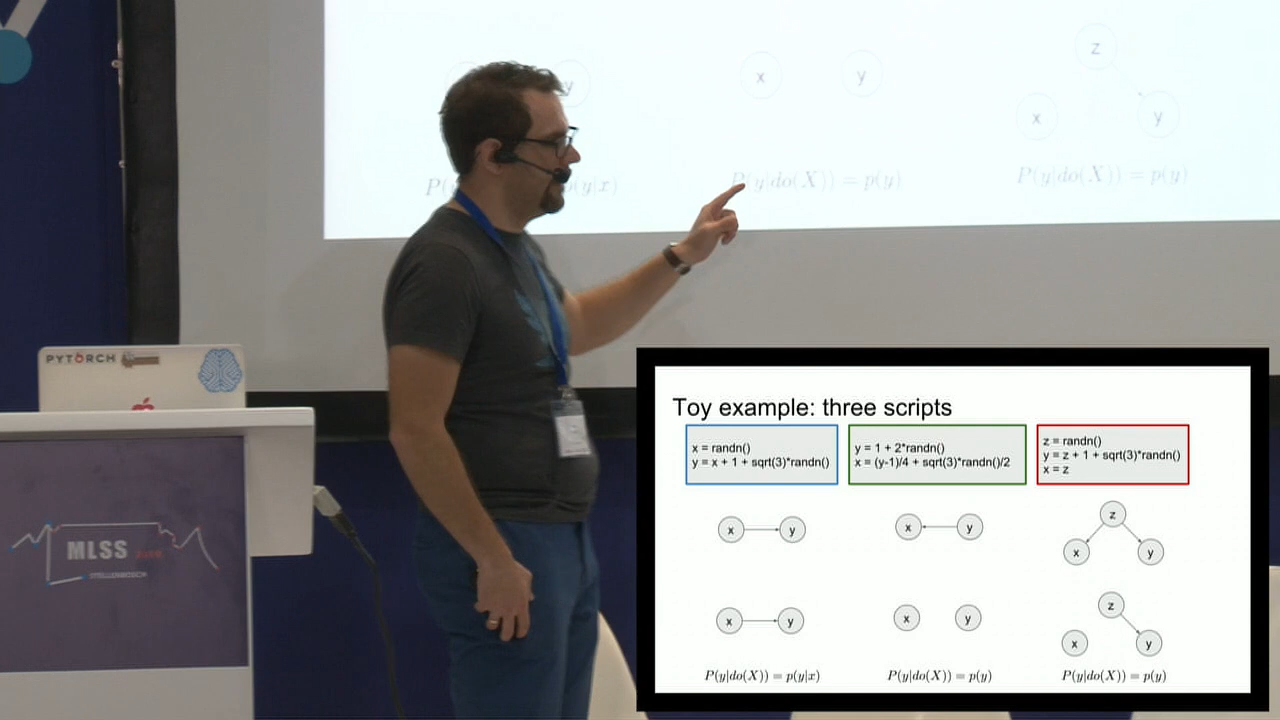 z
x y
x y
P(y|do(X)) = p(y)
P(y|do(X)) = p(y)
y
p(y|x)
PYTORCH
MLSS
STELLENBOSCH
Toy example: three scripts
x = randn()
y = x + 1 + sqrt(3)*randn()
y = 1 + 2*randn()
x = (y-1)/4 + sqrt(3)*randn()/2
z = randn()
y = z + 1 + sqrt(3)*randn()
x = z
x y
x y
z
x y
x y
x y
z
x y
P(y|do(X)) = p(y|x)
P(y|do(X)) = p(y)
P(y|do(X)) = p(y)